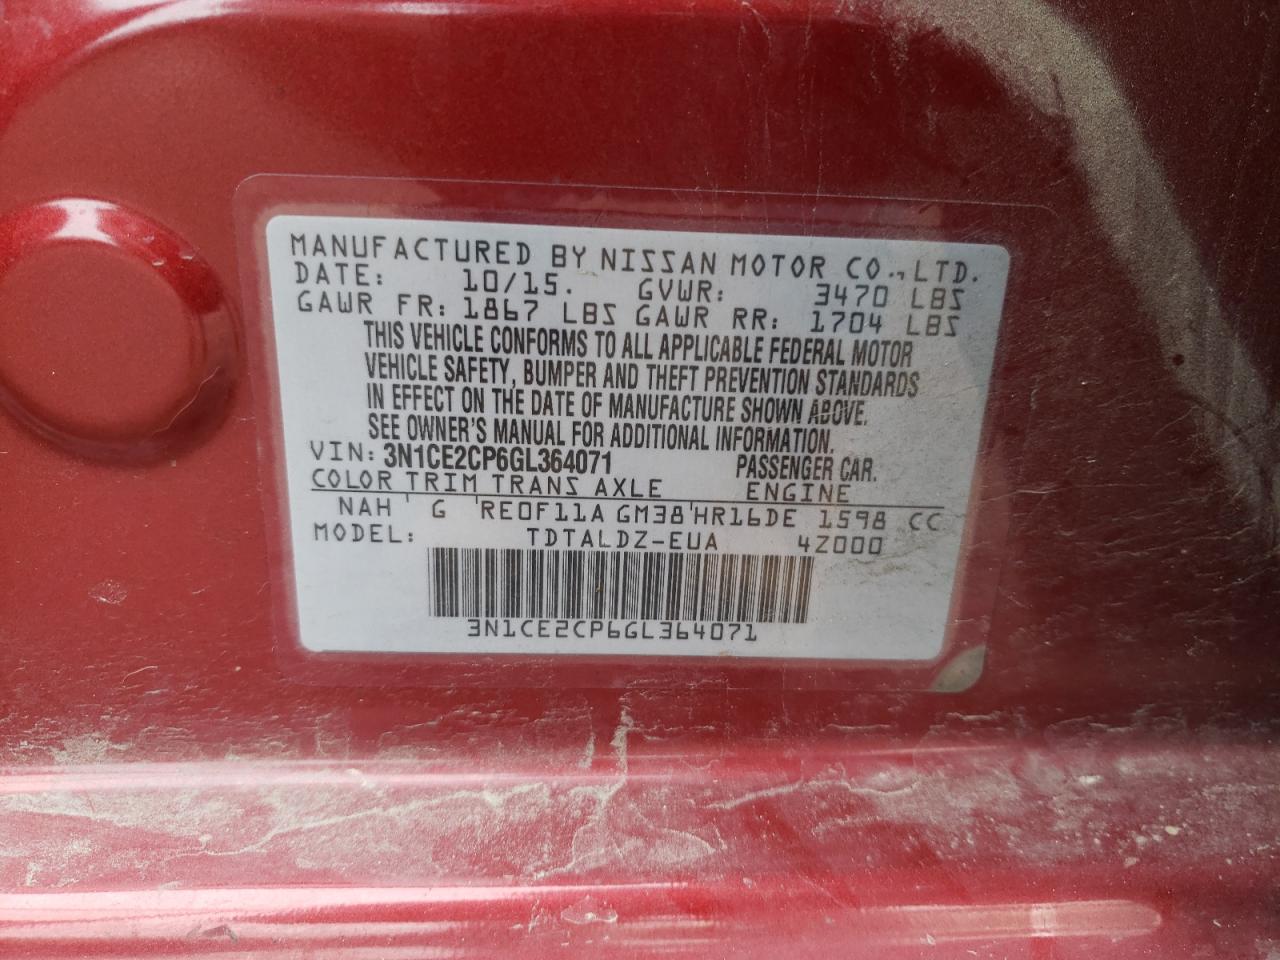 MANUFACTURED BY NISSAN MOTOR CO., LTD.
DATE: 10/15. GVWR: 3470 LBS
GAWR FR: 1867 LBS GAWR RR: 1704 LBS
THIS VEHICLE CONFORMS TO ALL APPLICABLE FEDERAL MOTOR
VEHICLE SAFETY, BUMPER AND THEFT PREVENTION STANDARDS
IN EFFECT ON THE DATE OF MANUFACTURE SHOWN ABOVE.
SEE OWNER'S MANUAL FOR ADDITIONAL INFORMATION.
VIN: 3N1CE2CP6GL364071 PASSENGER CAR.
COLOR TRIM TRANS AXLE ENGINE
NAH ' G 'RE0F11A GM38'HR16DE 1598 CC
MODEL: TDTALDZ-EUA 4Z000
3N1CE2CP6GL364071